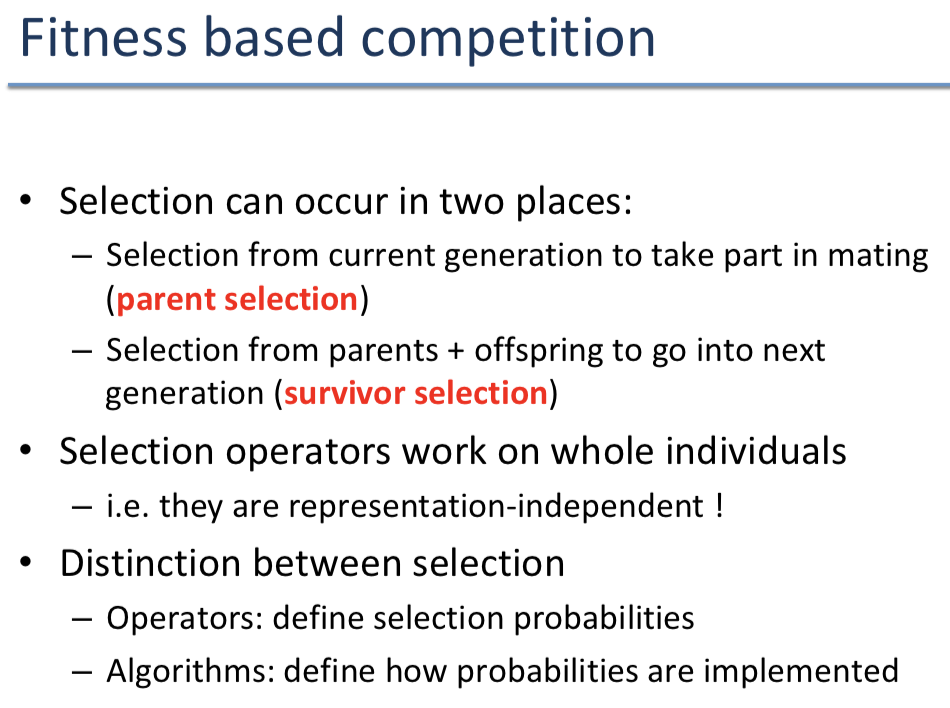 Fitness based competition
• Selection can occur in two places:
– Selection from current generation to take part in mating
(parent selection)
– Selection from parents + offspring to go into next
generation (survivor selection)
• Selection operators work on whole individuals
– i.e. they are representation-independent !
• Distinction between selection
– Operators: define selection probabilities
– Algorithms: define how probabilities are implemented